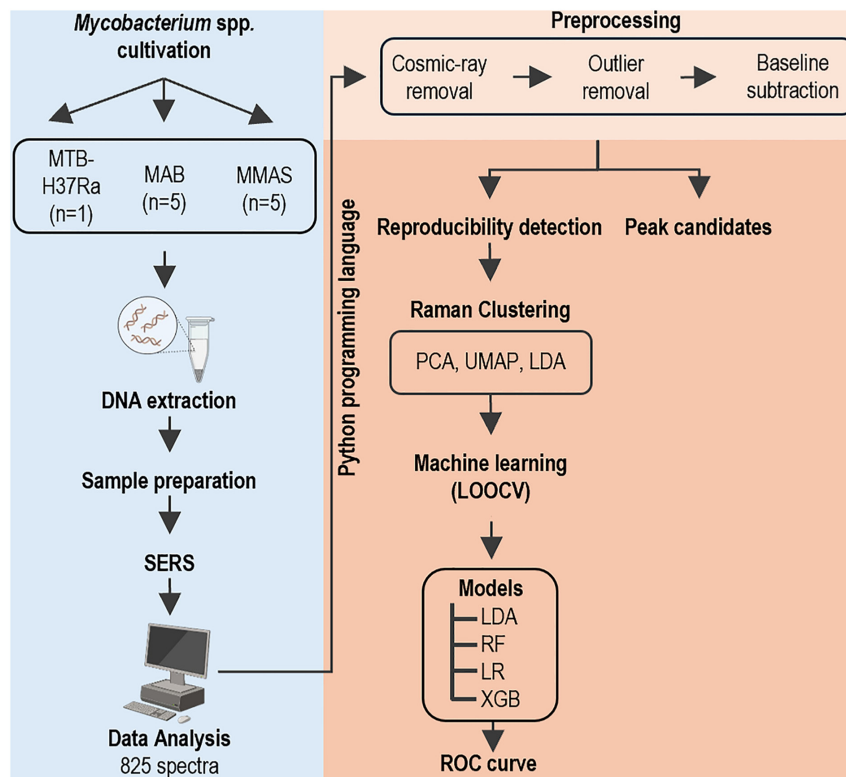 Mycobacterium spp.
cultivation
MTB-
H37Ra
(n=1)
MAB
(n=5)
MMAS
(n=5)
DNA extraction
Sample preparation
SERS
Data Analysis
825 spectra
Python programming language
Preprocessing
Cosmic-ray
removal
Outlier
removal
Baseline
subtraction
Reproducibility detection
Peak candidates
Raman Clustering
PCA, UMAP, LDA
Machine learning
(LOOCV)
Models
LDA
RF
LR
XGB
ROC curve